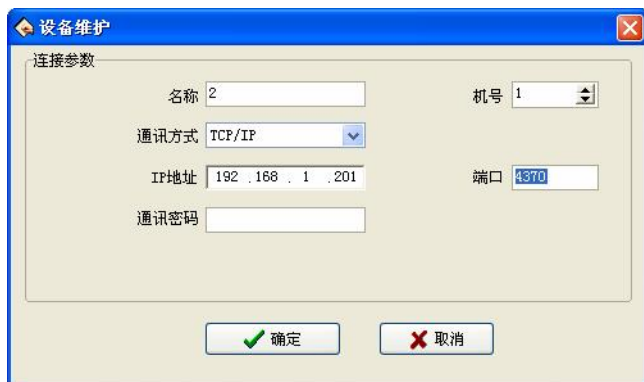 设备维护
连接参数
名称 2 机号 1
通讯方式 TCP/IP
IP地址 192 .168 . 1 .201 端口 4370
通讯密码
确定 取消